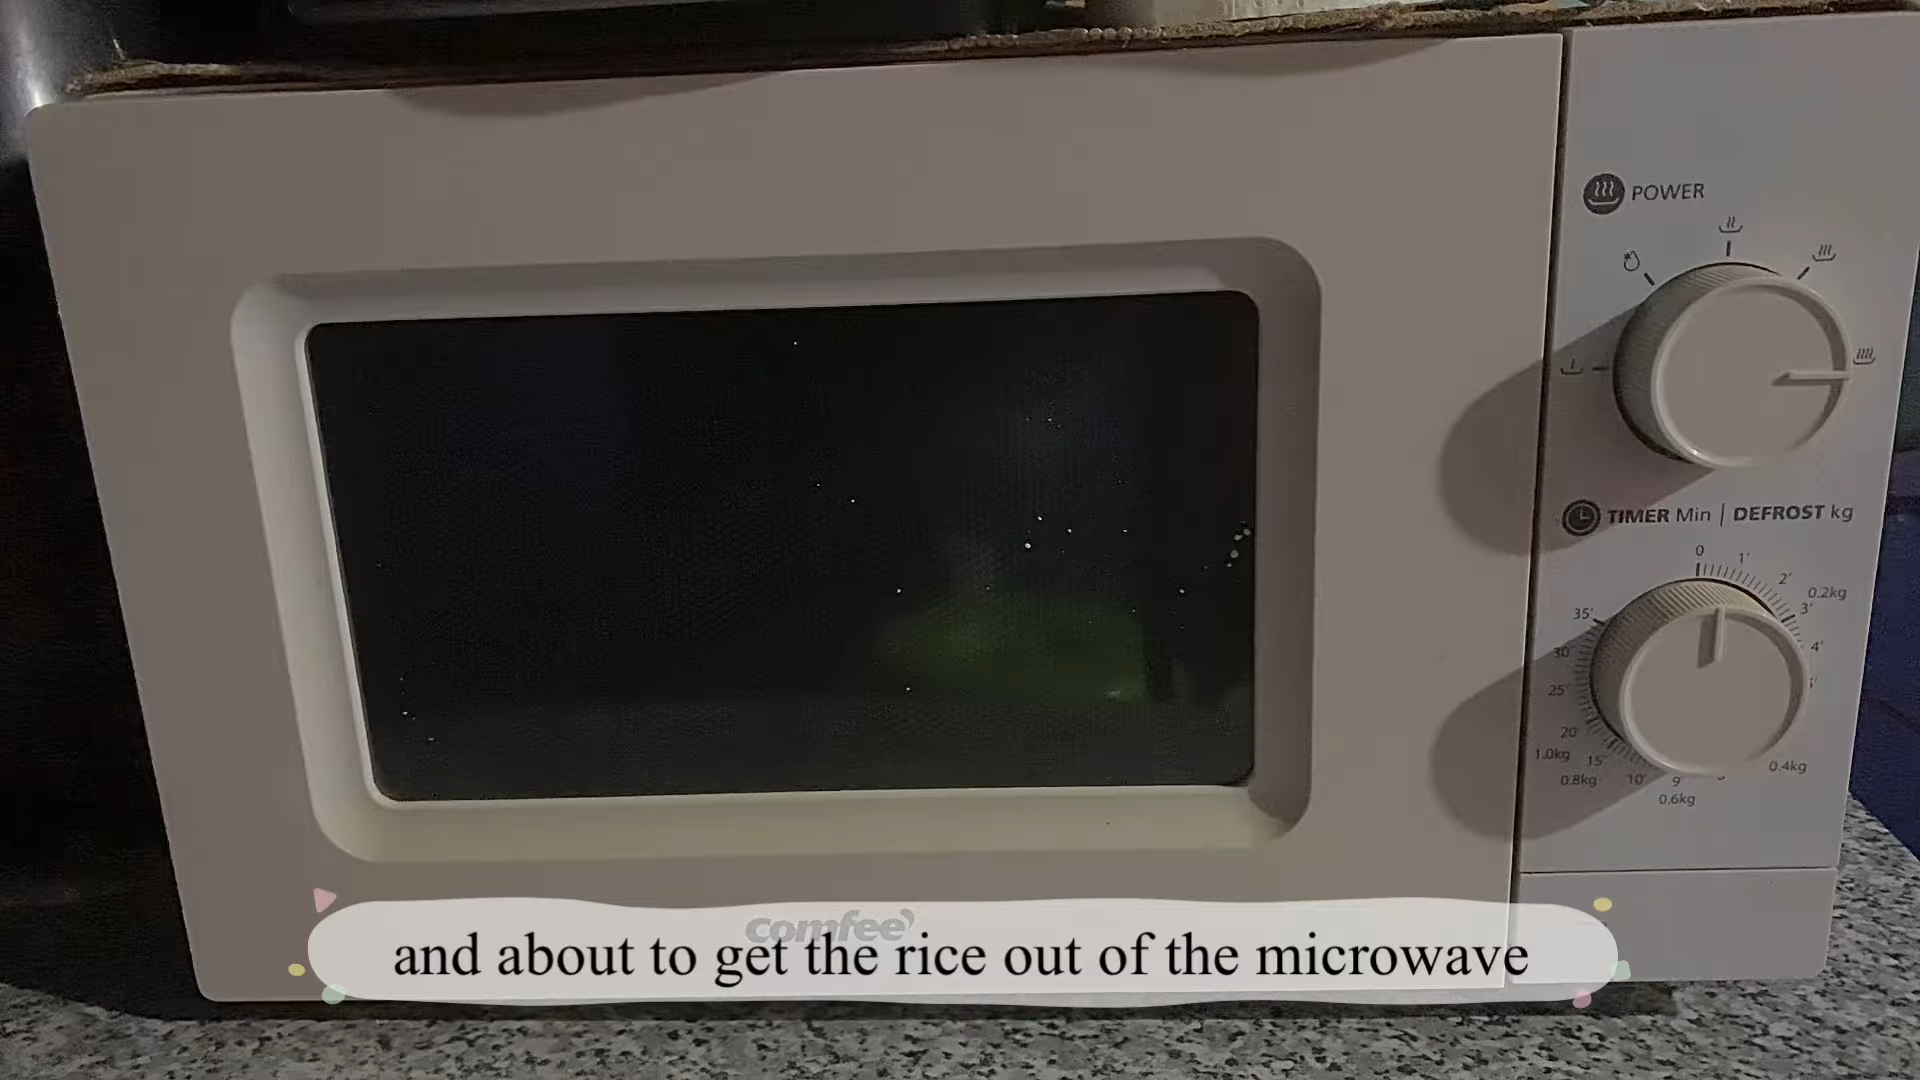 POWER
TIMER Min | DEFROST kg
0
1'
2'
0.2kg
3'
4'
35'
30
25'
20
1.0kg
15'
0.8kg
10'
9'
0.6kg
0.4kg
comfee'
and about to get the rice out of the microwave